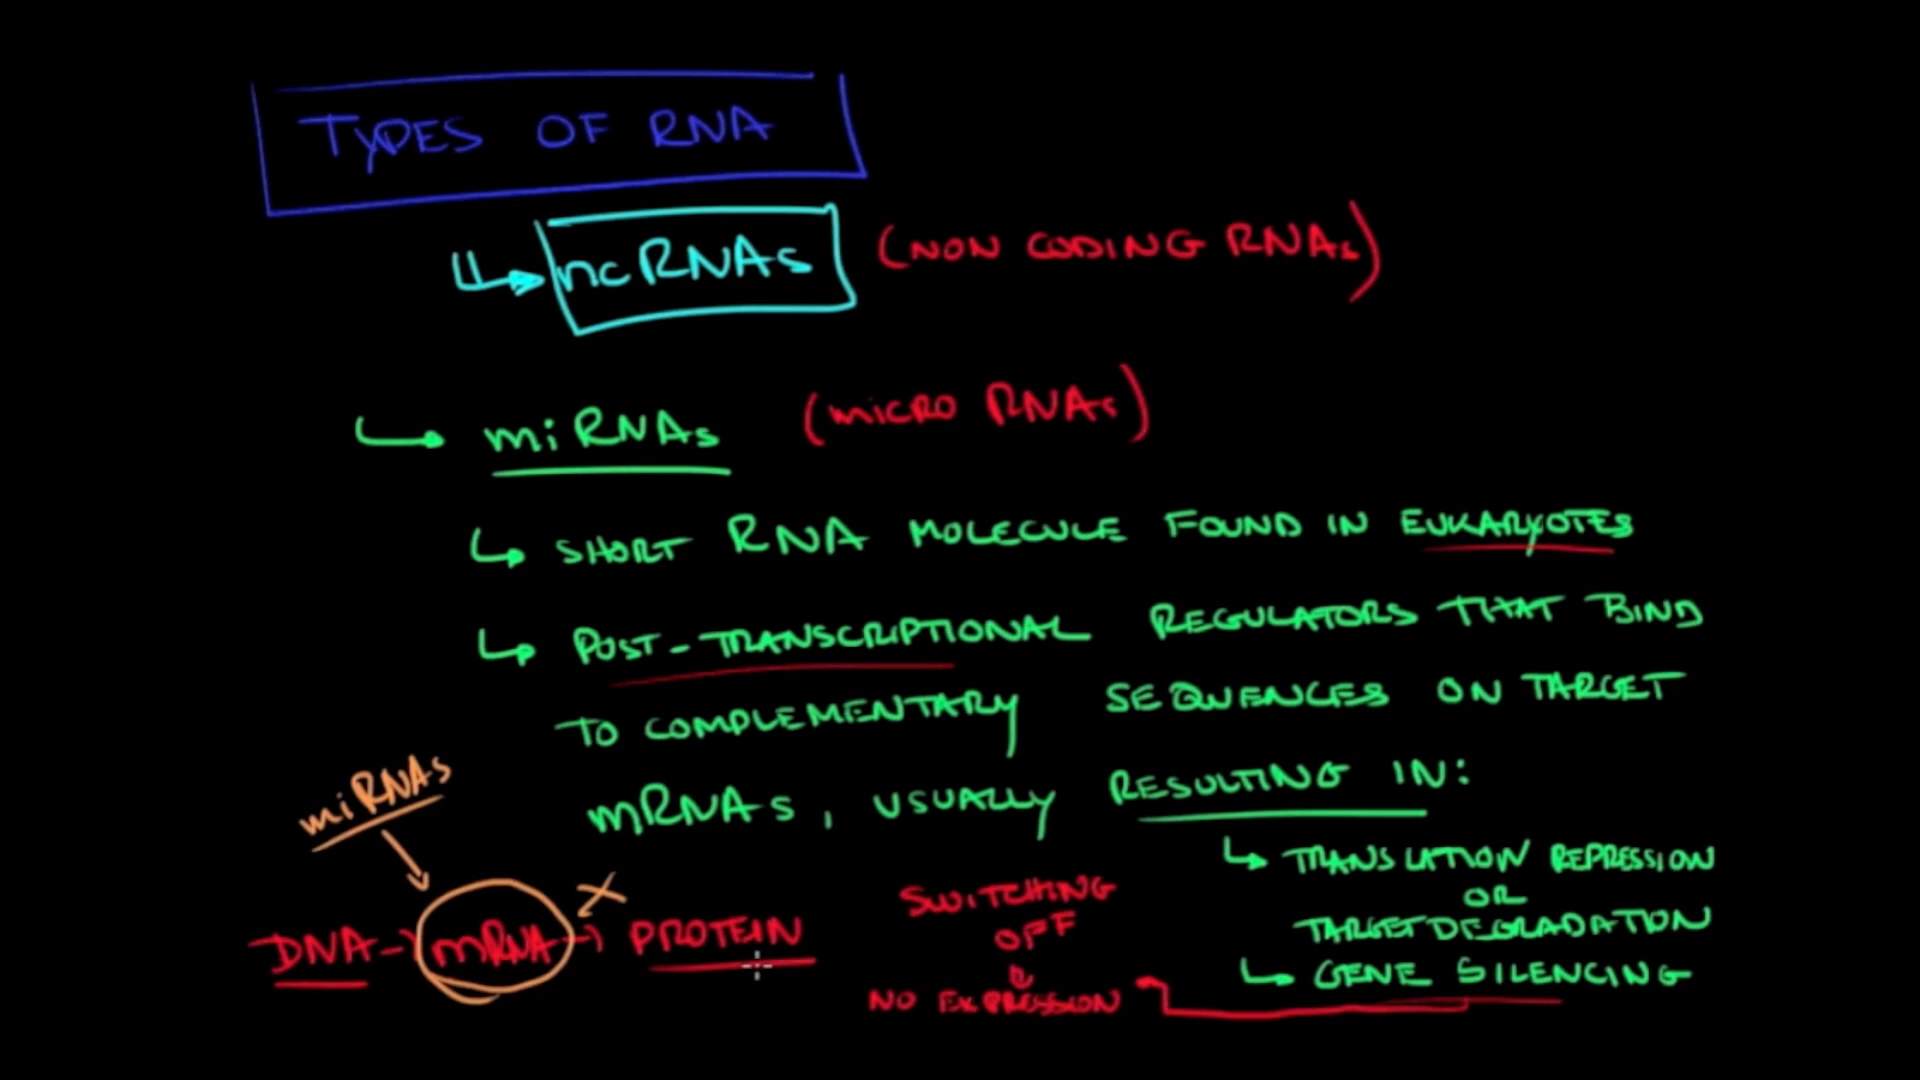 TYPES OF RNA
ncRNAs (NON CODING RNAs)
miRNAs (micRO RNAs)
SHORT RNA MOLECULE FOUND IN EUKARYOTES
POST-TRANSCRIPTIONAL REGULATORS THAT BIND
TO COMPLEMENTARY SEQUENCES ON TARGET
mRNAs, USUALLY RESULTING IN:
TRANSLATION REPRESSION
OR
TARGET DEGRADATION
GENE SILENCING
miRNAs
DNA → mRNA → PROTEIN
X
SWITCHING
OFF
NO EXPRESSION